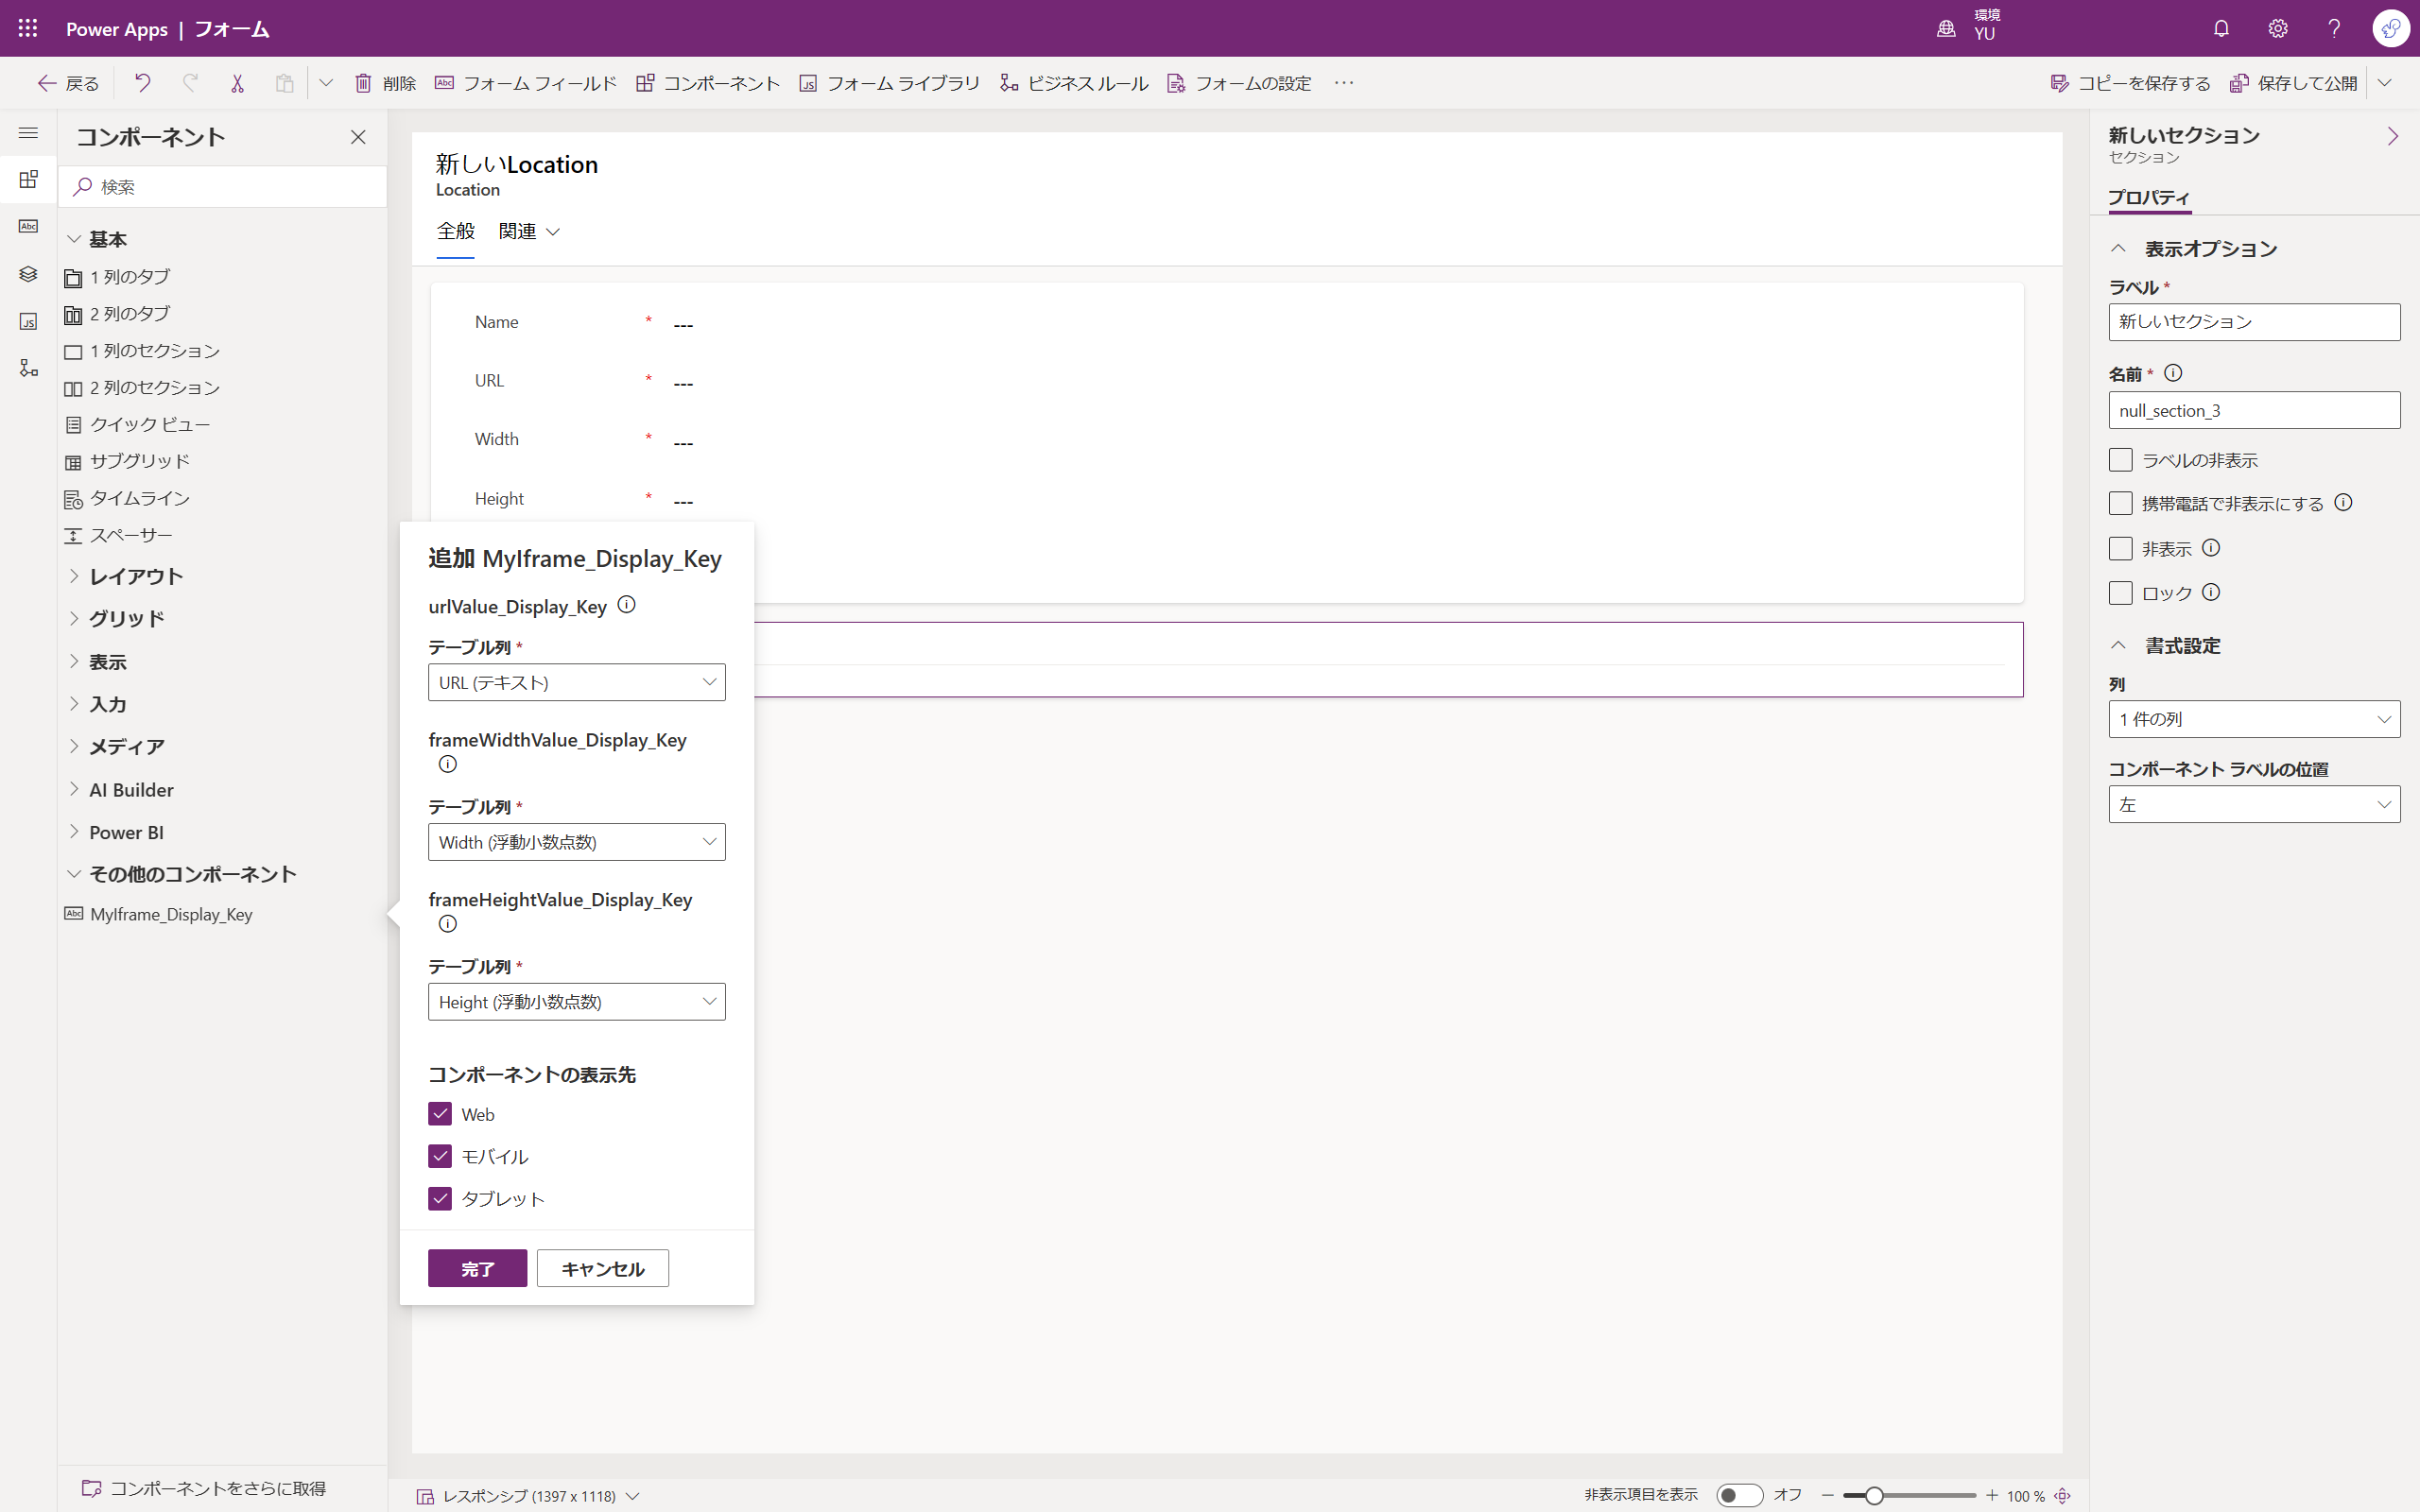 Power Apps | フォーム
環境
YU
戻る
削除
フォーム フィールド
コンポーネント
フォーム ライブラリ
ビジネス ルール
フォームの設定
コピーを保存する
保存して公開
コンポーネント
検索
基本
1 列のタブ
2 列のタブ
1 列のセクション
2 列のセクション
クイック ビュー
サブグリッド
タイムライン
スペーサー
レイアウト
グリッド
表示
入力
メディア
AI Builder
Power BI
その他のコンポーネント
MyIframe_Display_Key
コンポーネントをさらに取得
新しいLocation
Location
全般 関連
Name * ---
URL * ---
Width * ---
Height * ---
追加 MyIframe_Display_Key
urlValue_Display_Key
テーブル列 *
URL (テキスト)
frameWidthValue_Display_Key
テーブル列 *
Width (浮動小数点数)
frameHeightValue_Display_Key
テーブル列 *
Height (浮動小数点数)
コンポーネントの表示先
Web
モバイル
タブレット
完了 キャンセル
レスポンシブ (1397 x 1118)
非表示項目を表示 オフ
100 %
新しいセクション
セクション
プロパティ
表示オプション
ラベル *
新しいセクション
名前 *
null_section_3
ラベルの非表示
携帯電話で非表示にする
非表示
ロック
書式設定
列
1 件の列
コンポーネント ラベルの位置
左